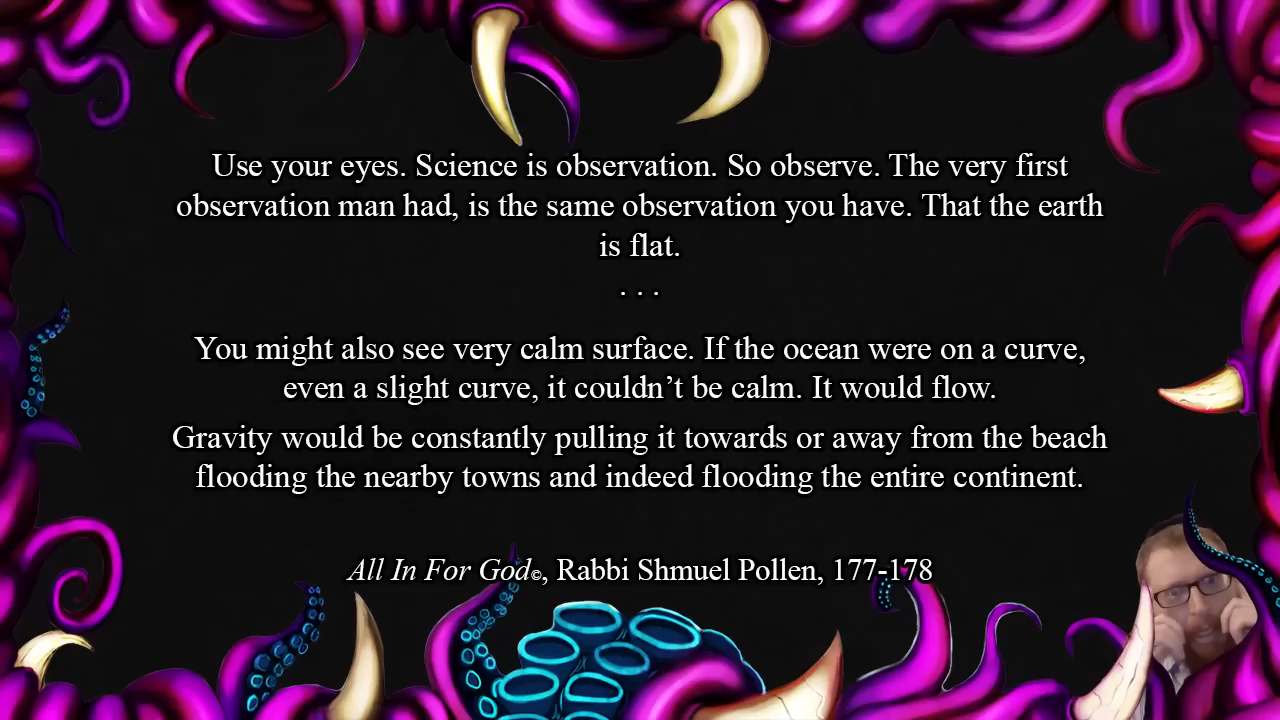 Use your eyes. Science is observation. So observe. The very first
observation man had, is the same observation you have. That the earth
is flat.
. . .
You might also see very calm surface. If the ocean were on a curve,
even a slight curve, it couldn’t be calm. It would flow.
Gravity would be constantly pulling it towards or away from the beach
flooding the nearby towns and indeed flooding the entire continent.
All In For God©, Rabbi Shmuel Pollen, 177-178